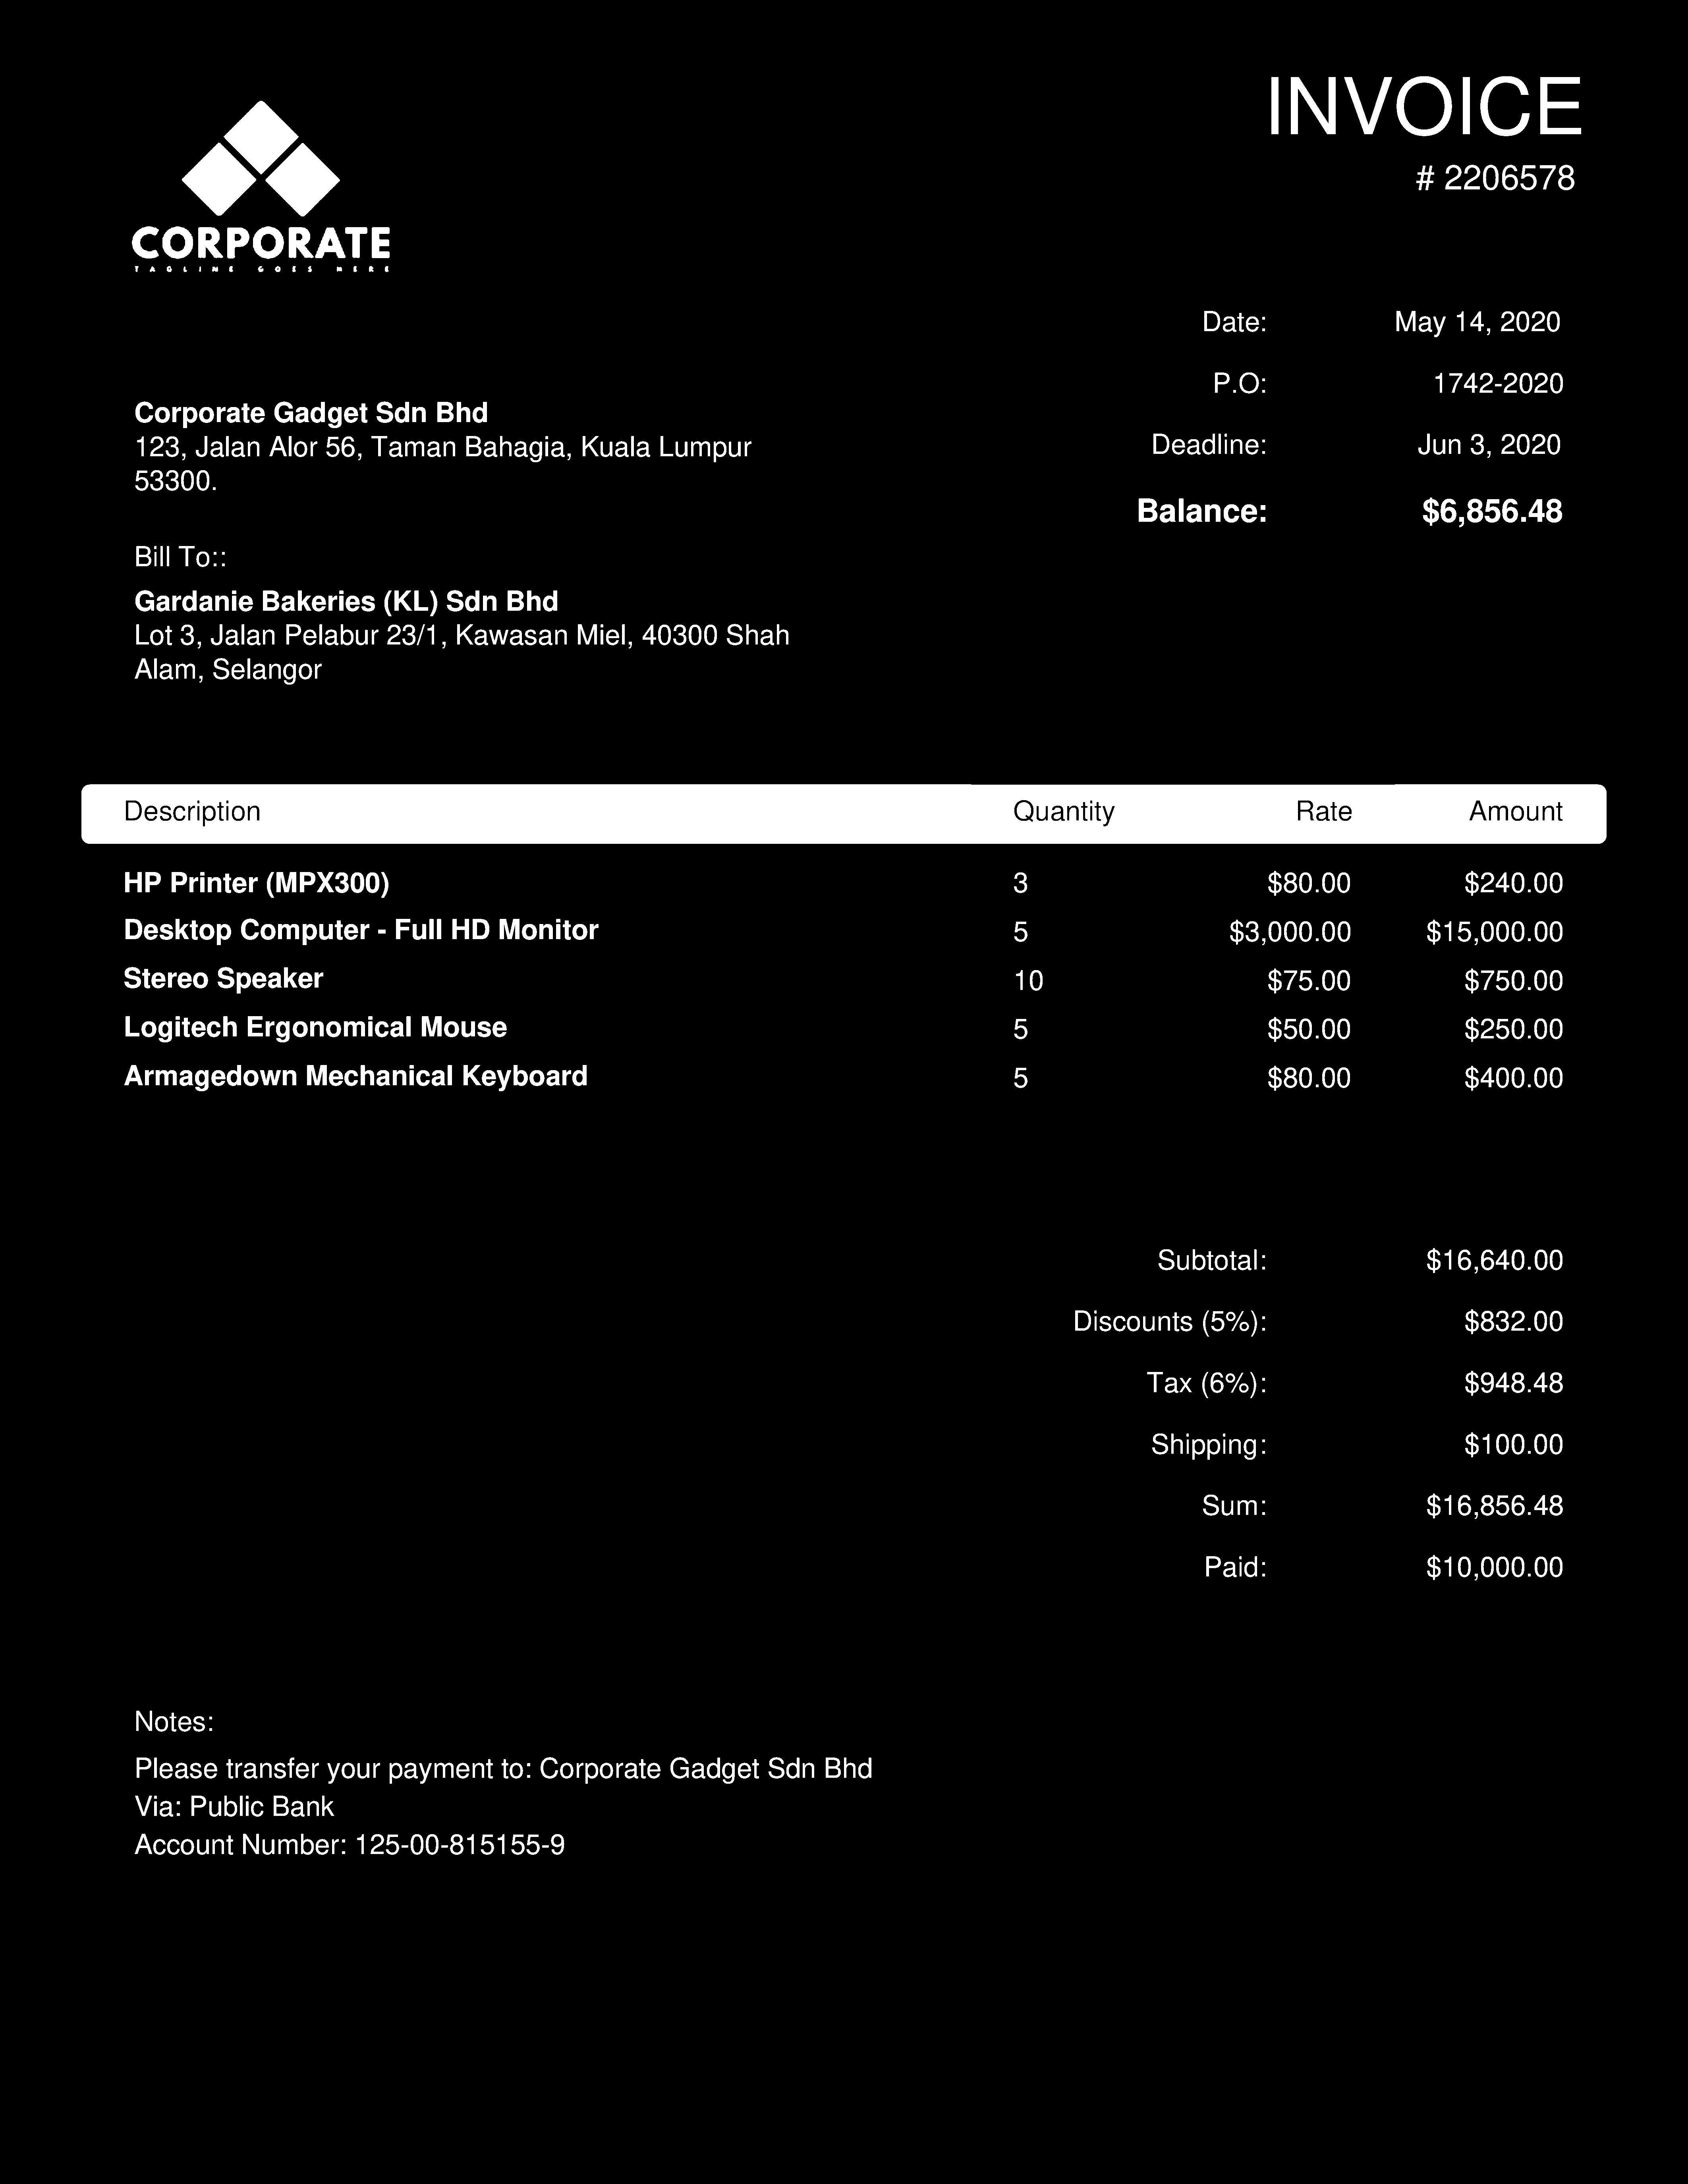 INVOICE
# 2206578
CORPORATE
TAGLINE GOES HERE
Date: May 14, 2020
P.O: 1742-2020
Deadline: Jun 3, 2020
Balance: $6,856.48
Corporate Gadget Sdn Bhd
123, Jalan Alor 56, Taman Bahagia, Kuala Lumpur
53300.
Bill To::
Gardanie Bakeries (KL) Sdn Bhd
Lot 3, Jalan Pelabur 23/1, Kawasan Miel, 40300 Shah
Alam, Selangor
Description Quantity Rate Amount
HP Printer (MPX300) 3 $80.00 $240.00
Desktop Computer - Full HD Monitor 5 $3,000.00 $15,000.00
Stereo Speaker 10 $75.00 $750.00
Logitech Ergonomical Mouse 5 $50.00 $250.00
Armagedown Mechanical Keyboard 5 $80.00 $400.00
Subtotal: $16,640.00
Discounts (5%): $832.00
Tax (6%): $948.48
Shipping: $100.00
Sum: $16,856.48
Paid: $10,000.00
Notes:
Please transfer your payment to: Corporate Gadget Sdn Bhd
Via: Public Bank
Account Number: 125-00-815155-9